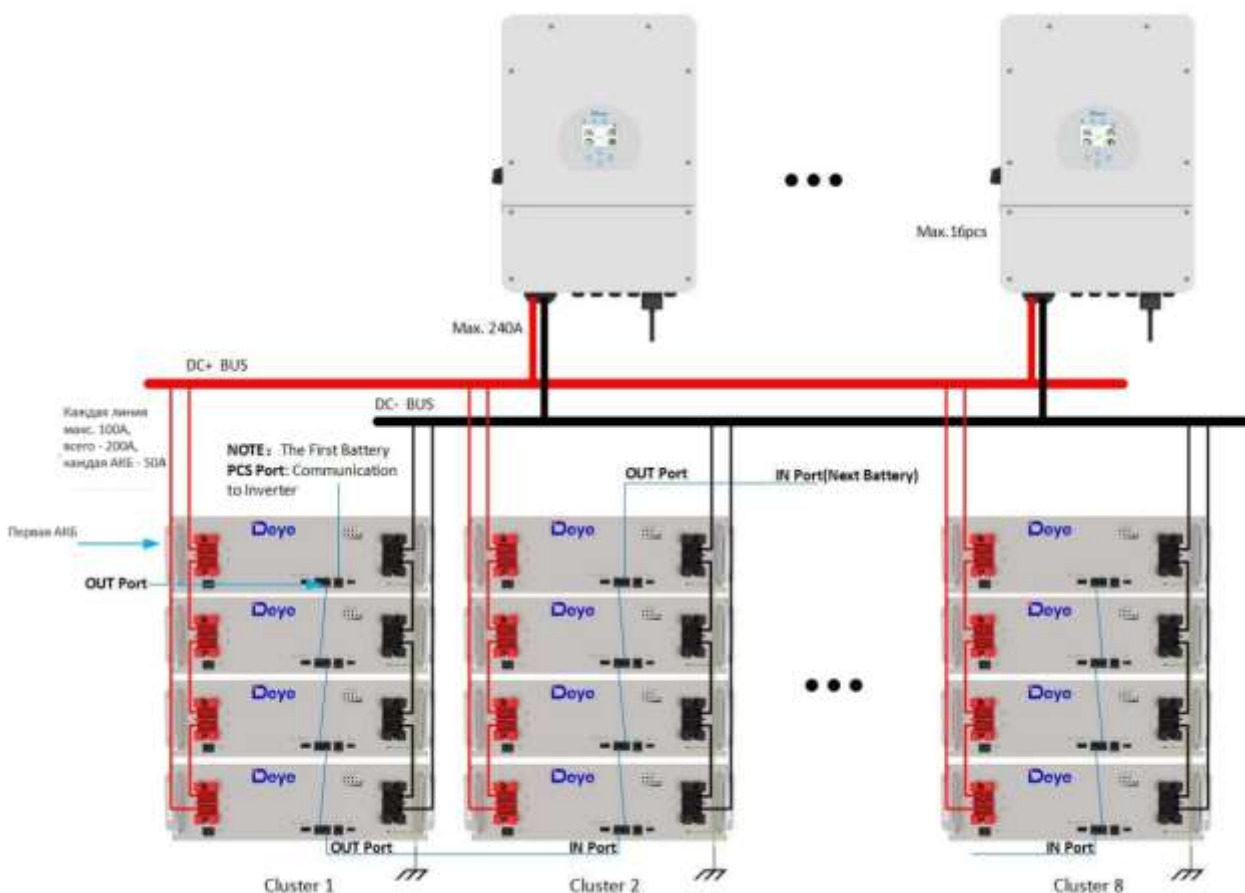 Max.16pcs
Max. 240A
DC+ BUS
DC- BUS
Каждая линия
макс. 100А,
всего - 200А,
каждая АКБ - 50А
NOTE：The First Battery
PCS Port: Communication
to Inverter
OUT Port
IN Port(Next Battery)
Первая АКБ
Deye
Deye
Deye
OUT Port
Deye
Deye
Deye
Deye
Deye
Deye
Deye
Deye
Deye
OUT Port
IN Port
IN Port
Cluster 1
Cluster 2
Cluster 8